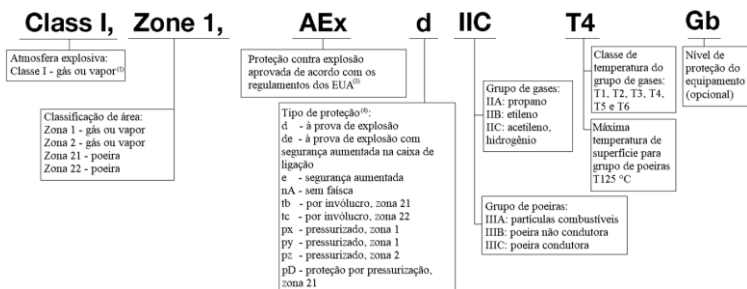 Class I, Zone 1, AEx d IIC T4 Gb
Atmosfera explosiva:
Classe I - gás ou vapor(1)
Classificação de área:
Zona 1 - gás ou vapor
Zona 2 - gás ou vapor
Zona 21 - poeira
Zona 22 - poeira
Proteção contra explosão
aprovada de acordo com os
regulamentos dos EUA(3)
Tipo de proteção(4):
d - à prova de explosão
de - à prova de explosão com
segurança aumentada na caixa de
ligação
e - segurança aumentada
nA - sem faísca
tb - por invólucro, zona 21
tc - por invólucro, zona 22
px - pressurizado, zona 1
py - pressurizado, zona 1
pz - pressurizado, zona 2
pD - proteção por pressurização,
zona 21
Grupo de gases:
IIA: propano
IIB: etileno
IIC: acetileno,
hidrogênio
Grupo de poeiras:
IIIA: partículas combustíveis
IIIB: poeira não condutora
IIIC: poeira condutora
Classe de
temperatura do
grupo de gases:
T1, T2, T3, T4,
T5 e T6
Máxima
temperatura de
superfície para
grupo de poeiras
T125 °C
Nível de
proteção do
equipamento
(opcional)